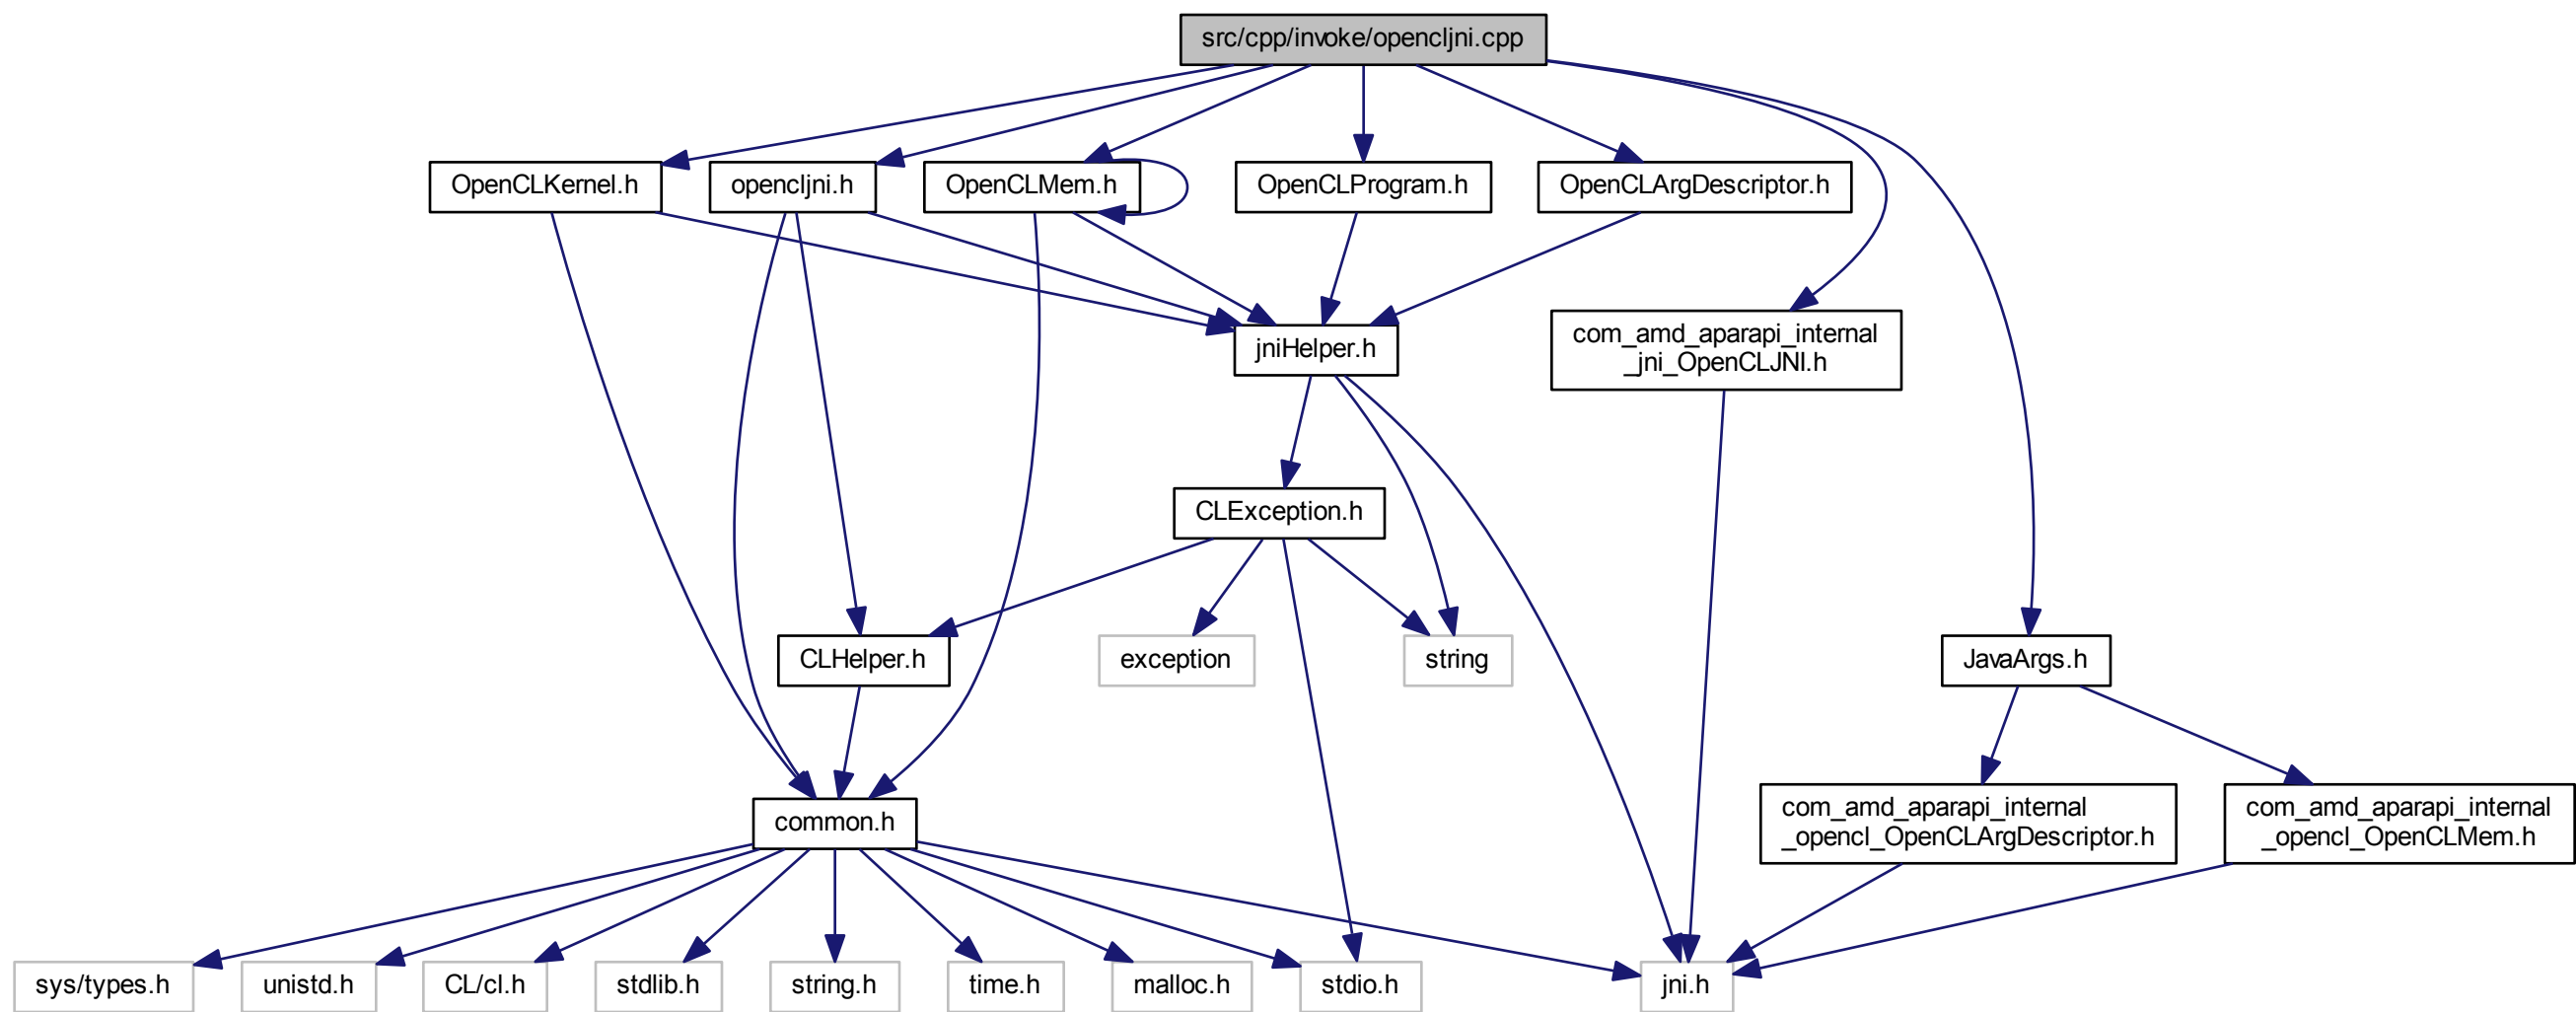 src/cpp/invoke/opencljni.cpp
OpenCLKernel.h
opencljni.h
OpenCLMem.h
OpenCLProgram.h
OpenCLArgDescriptor.h
jniHelper.h
com_amd_aparapi_internal
_jni_OpenCLJNI.h
CLException.h
CLHelper.h
exception
string
JavaArgs.h
common.h
com_amd_aparapi_internal
_opencl_OpenCLArgDescriptor.h
com_amd_aparapi_internal
_opencl_OpenCLMem.h
sys/types.h
unistd.h
CL/cl.h
stdlib.h
string.h
time.h
malloc.h
stdio.h
jni.h